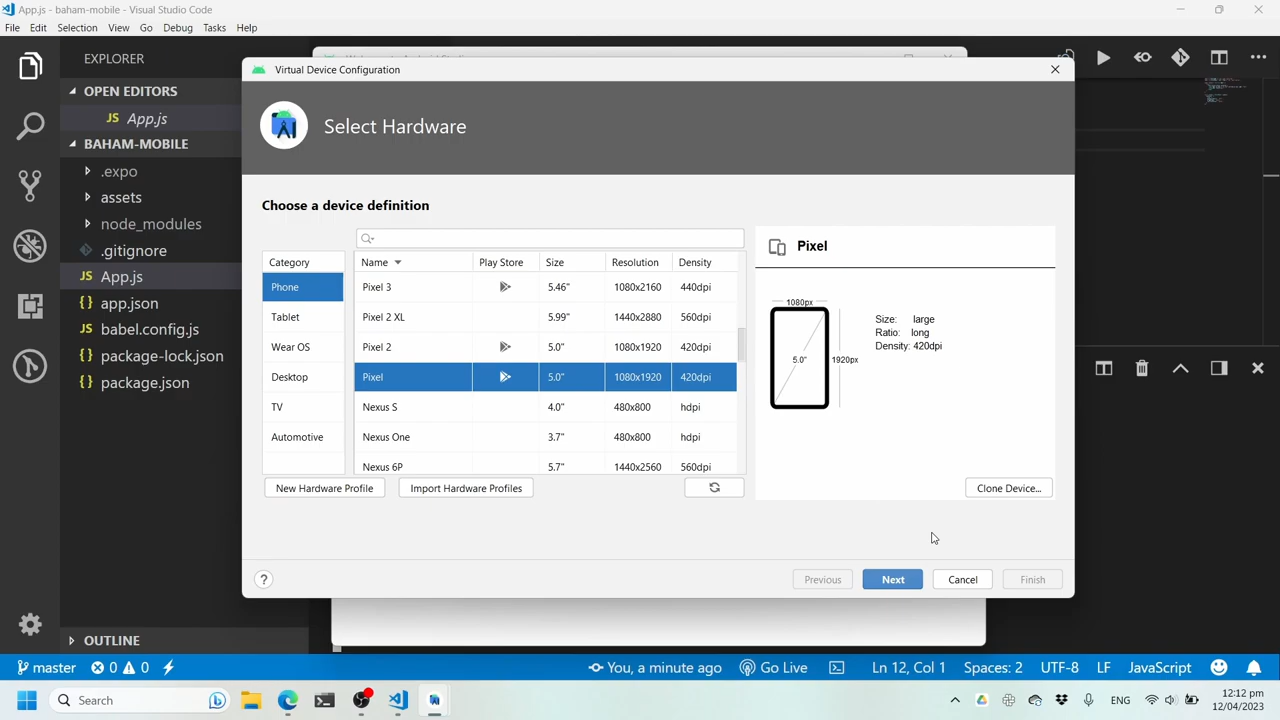 App.js - baham-mobile - Visual Studio Code
File Edit Selection View Go Debug Tasks Help
EXPLORER
OPEN EDITORS
JS App.js
BAHAM-MOBILE
.expo
assets
node_modules
.gitignore
JS App.js
{} app.json
JS babel.config.js
{} package-lock.json
{} package.json
OUTLINE
Virtual Device Configuration
Select Hardware
Choose a device definition
Category
Phone
Tablet
Wear OS
Desktop
TV
Automotive
Name Play Store Size Resolution Density
Pixel 3 5.46" 1080x2160 440dpi
Pixel 2 XL 5.99" 1440x2880 560dpi
Pixel 2 5.0" 1080x1920 420dpi
Pixel 5.0" 1080x1920 420dpi
Nexus S 4.0" 480x800 hdpi
Nexus One 3.7" 480x800 hdpi
Nexus 6P 5.7" 1440x2560 560dpi
New Hardware Profile Import Hardware Profiles
Pixel
1080px
5.0"
1920px
Size: large
Ratio: long
Density: 420dpi
Clone Device...
? Previous Next Cancel Finish
master 0 0 You, a minute ago Go Live Ln 12, Col 1 Spaces: 2 UTF-8 LF JavaScript
Search ENG 12:12 pm
12/04/2023